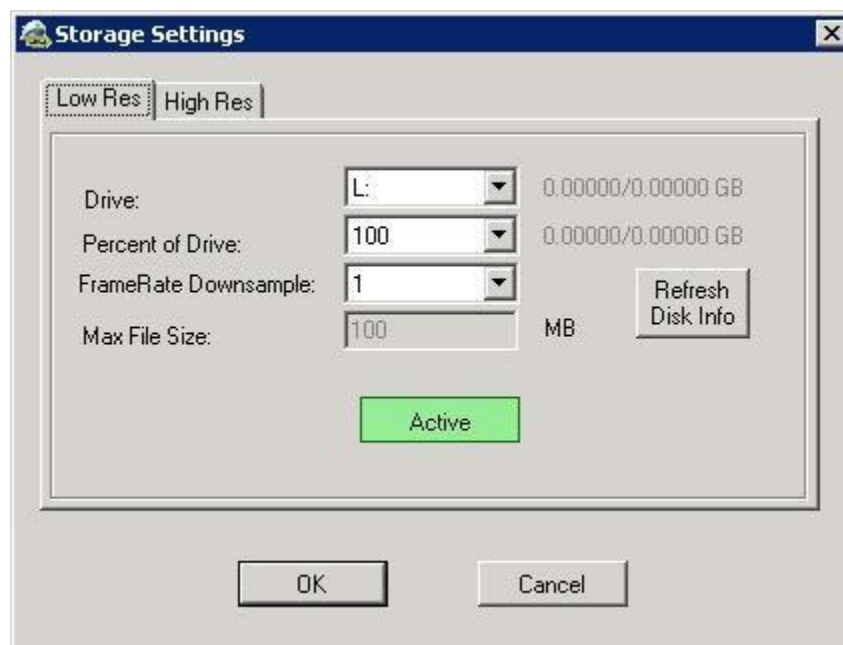 Storage Settings
Low Res High Res
Drive: L: 0.00000/0.00000 GB
Percent of Drive: 100 0.00000/0.00000 GB
FrameRate Downsample: 1
Refresh
Disk Info
Max File Size: 100 MB
Active
OK Cancel